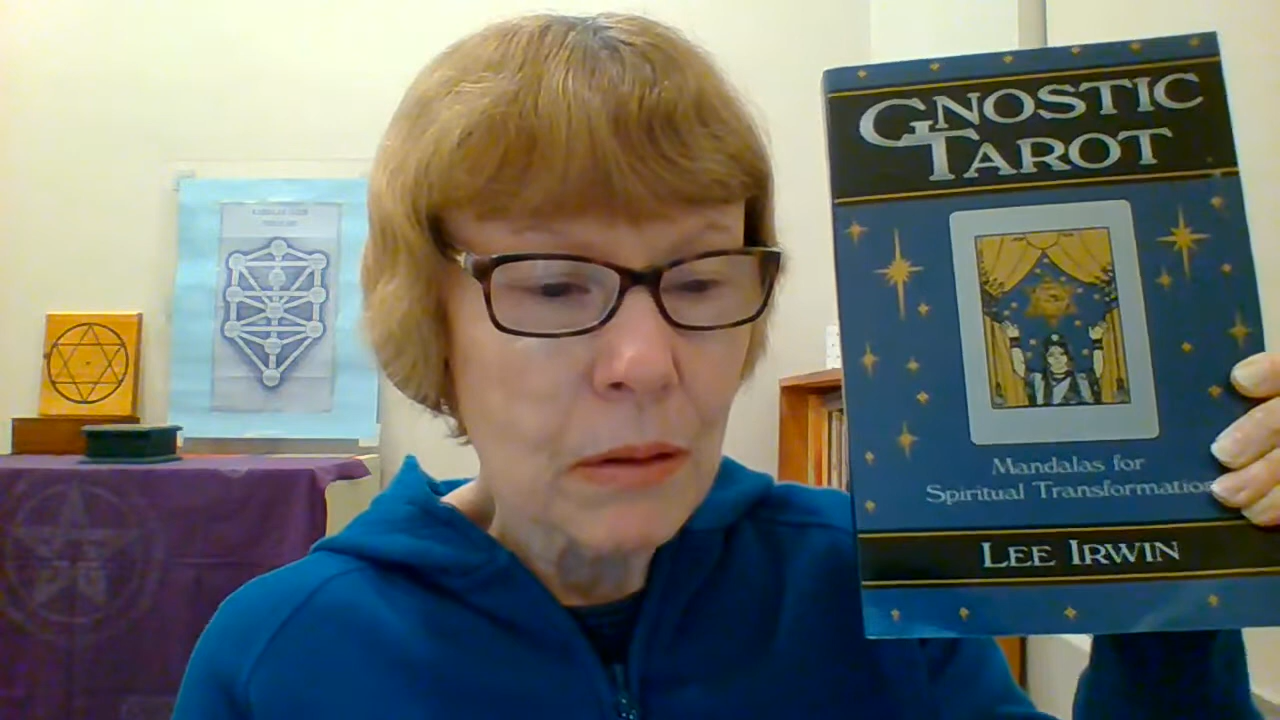 GNOSTIC
TAROT
Mandalas for
Spiritual Transformation
LEE IRWIN